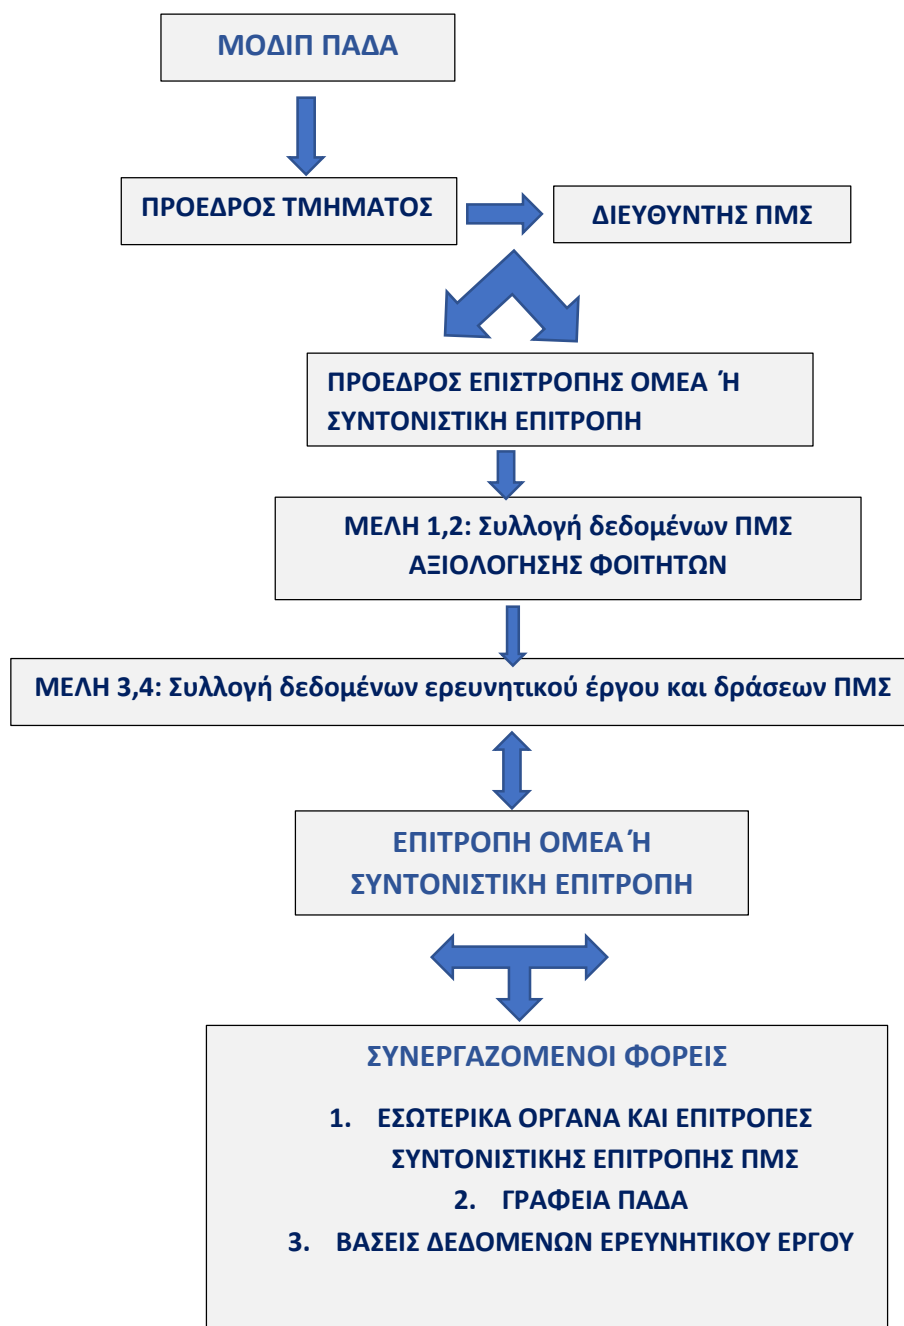 ΜΟΔΙΠ ΠΑΔΑ
ΠΡΟΕΔΡΟΣ ΤΜΗΜΑΤΟΣ
ΔΙΕΥΘΥΝΤΗΣ ΠΜΣ
ΠΡΟΕΔΡΟΣ ΕΠΙΣΤΡΟΠΗΣ ΟΜΕΑ Ή
ΣΥΝΤΟΝΙΣΤΙΚΗ ΕΠΙΤΡΟΠΗ
ΜΕΛΗ 1,2: Συλλογή δεδομένων ΠΜΣ
ΑΞΙΟΛΟΓΗΣΗΣ ΦΟΙΤΗΤΩΝ
ΜΕΛΗ 3,4: Συλλογή δεδομένων ερευνητικού έργου και δράσεων ΠΜΣ
ΕΠΙΤΡΟΠΗ ΟΜΕΑ Ή
ΣΥΝΤΟΝΙΣΤΙΚΗ ΕΠΙΤΡΟΠΗ
ΣΥΝΕΡΓΑΖΟΜΕΝΟΙ ΦΟΡΕΙΣ
1. ΕΣΩΤΕΡΙΚΑ ΟΡΓΑΝΑ ΚΑΙ ΕΠΙΤΡΟΠΕΣ
ΣΥΝΤΟΝΙΣΤΙΚΗΣ ΕΠΙΤΡΟΠΗΣ ΠΜΣ
2. ΓΡΑΦΕΙΑ ΠΑΔΑ
3. ΒΑΣΕΙΣ ΔΕΔΟΜΕΝΩΝ ΕΡΕΥΝΗΤΙΚΟΥ ΕΡΓΟΥ